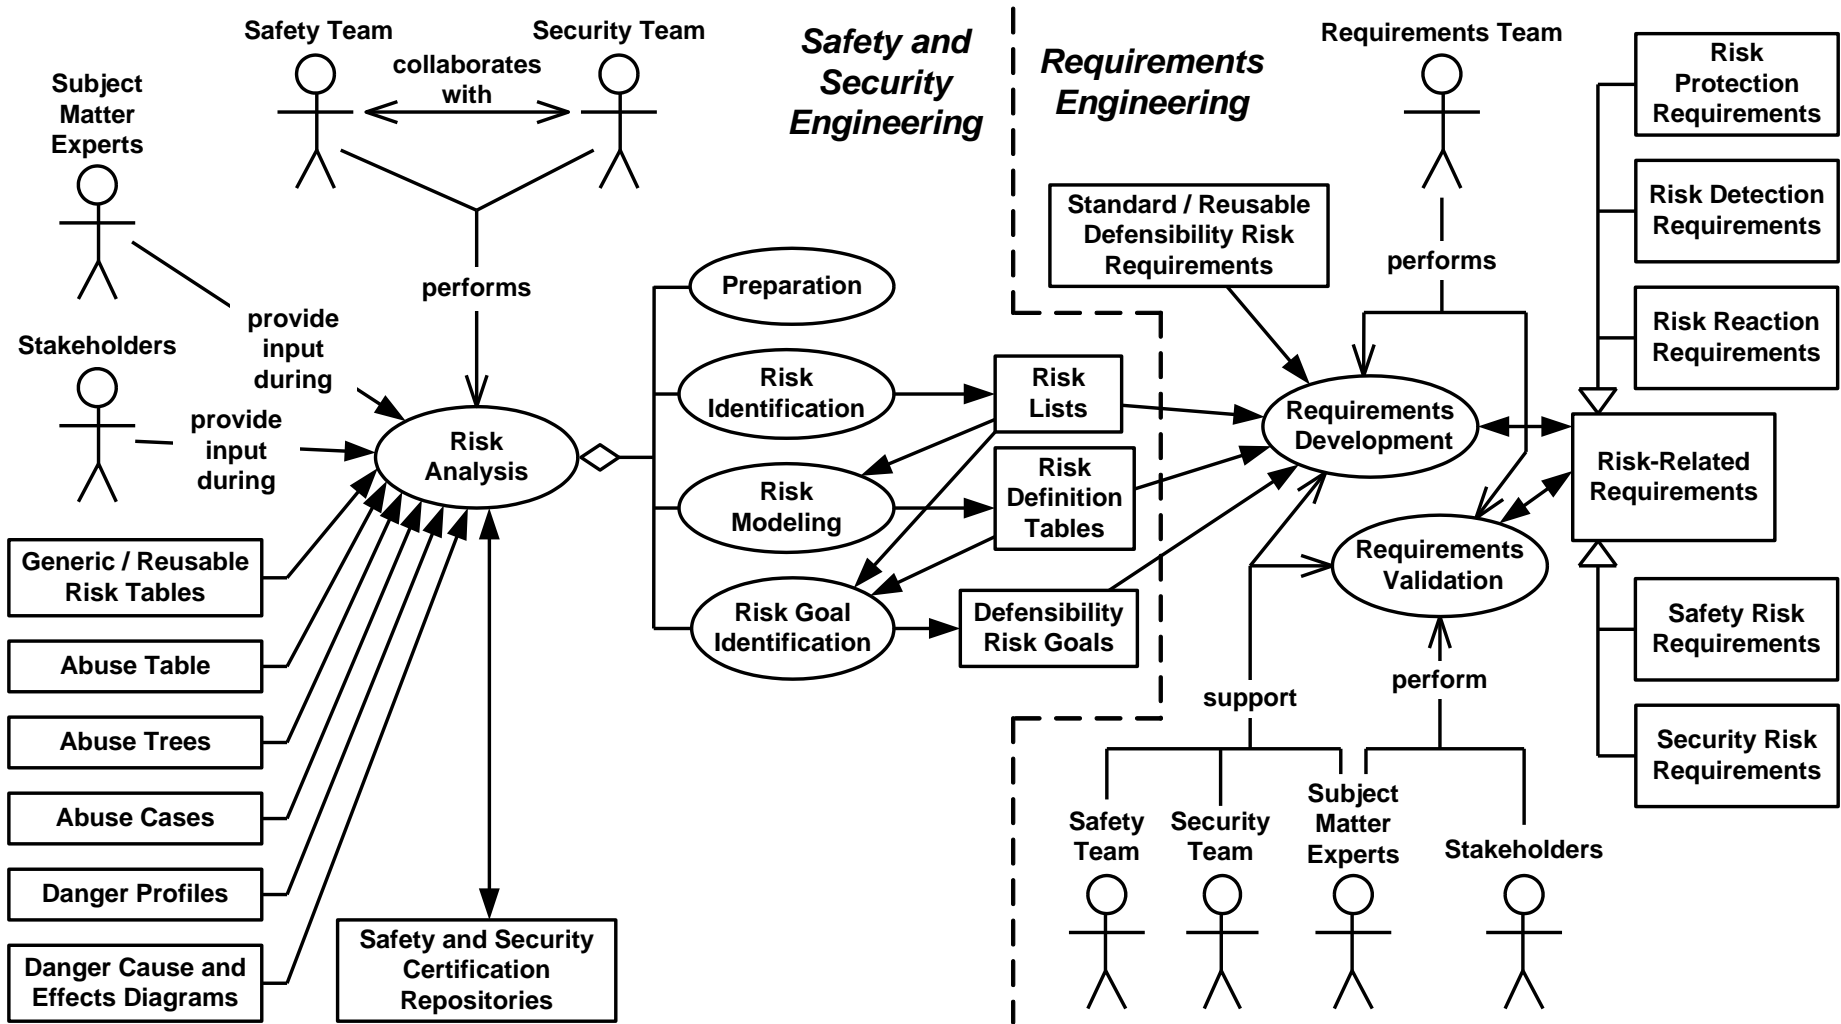 Safety Team
Security Team
collaborates
with
Safety and
Security
Engineering
Requirements
Engineering
Requirements Team
Subject
Matter
Experts
Stakeholders
provide
input
during
provide
input
during
performs
Risk
Analysis
Generic / Reusable
Risk Tables
Abuse Table
Abuse Trees
Abuse Cases
Danger Profiles
Danger Cause and
Effects Diagrams
Safety and Security
Certification
Repositories
Preparation
Risk
Identification
Risk
Modeling
Risk Goal
Identification
Risk
Lists
Risk
Definition
Tables
Defensibility
Risk Goals
Standard / Reusable
Defensibility Risk
Requirements
performs
Requirements
Development
Requirements
Validation
support
perform
Safety
Team
Security
Team
Subject
Matter
Experts
Stakeholders
Risk
Protection
Requirements
Risk Detection
Requirements
Risk Reaction
Requirements
Risk-Related
Requirements
Safety Risk
Requirements
Security Risk
Requirements